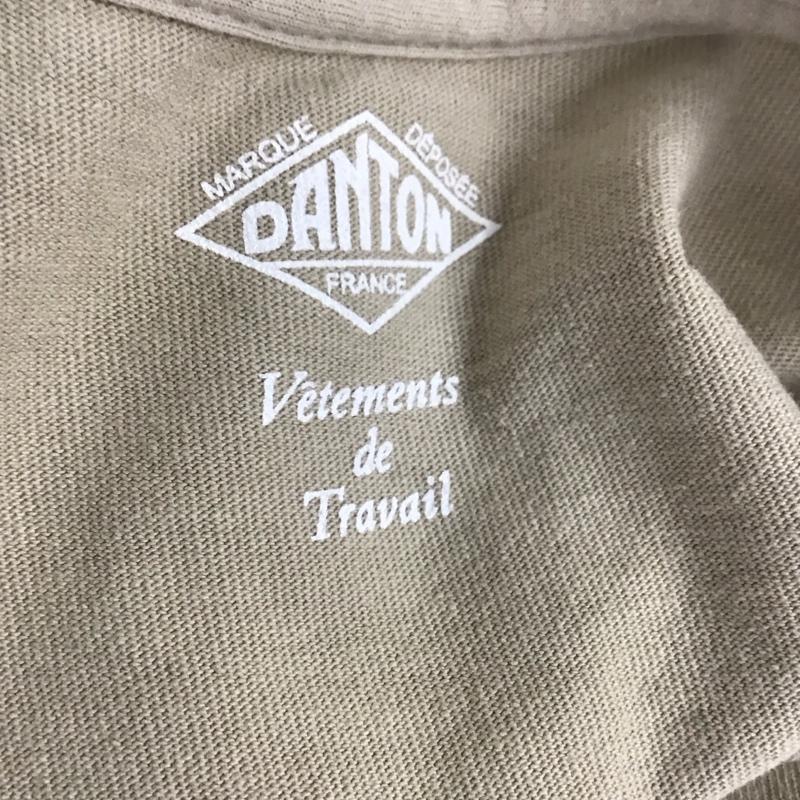 MARQUE DÉPOSÉE
DANTON
FRANCE
Vêtements
de
Travail